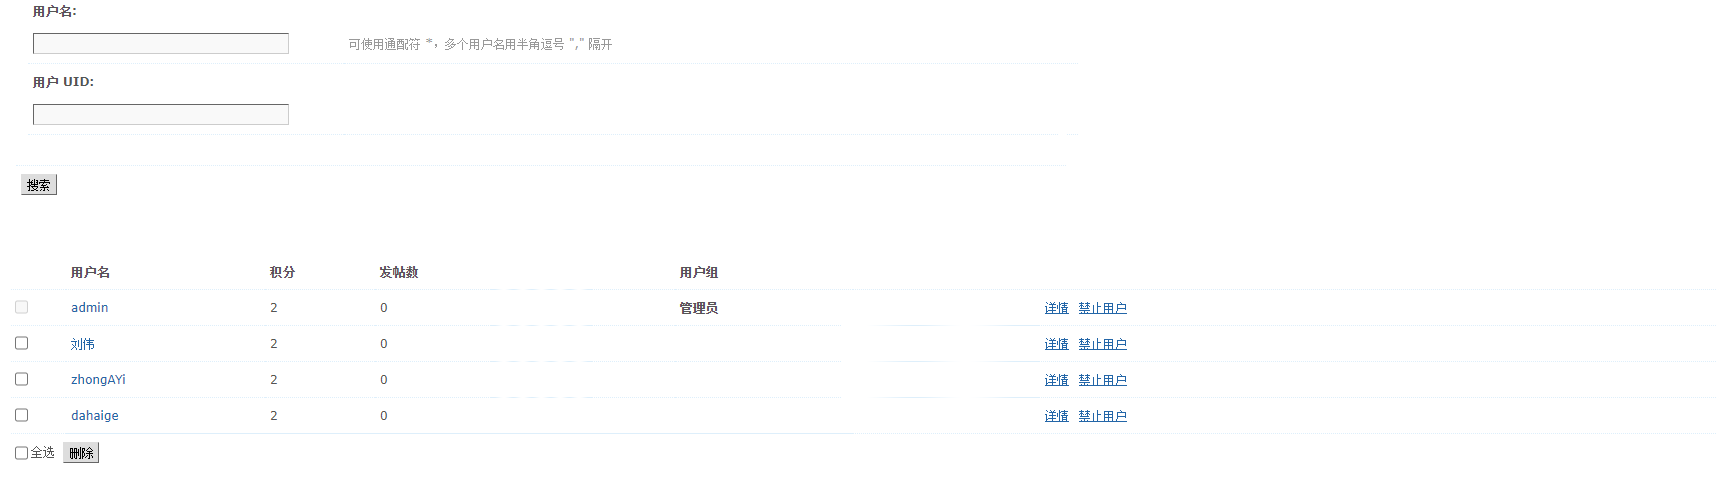 用户名:
可使用通配符 *，多个用户名用半角逗号 "," 隔开
用户 UID:
搜索
用户名 积分 发帖数 用户组
admin 2 0 管理员 详情 禁止用户
刘伟 2 0 详情 禁止用户
zhongAYi 2 0 详情 禁止用户
dahaige 2 0 详情 禁止用户
全选 删除